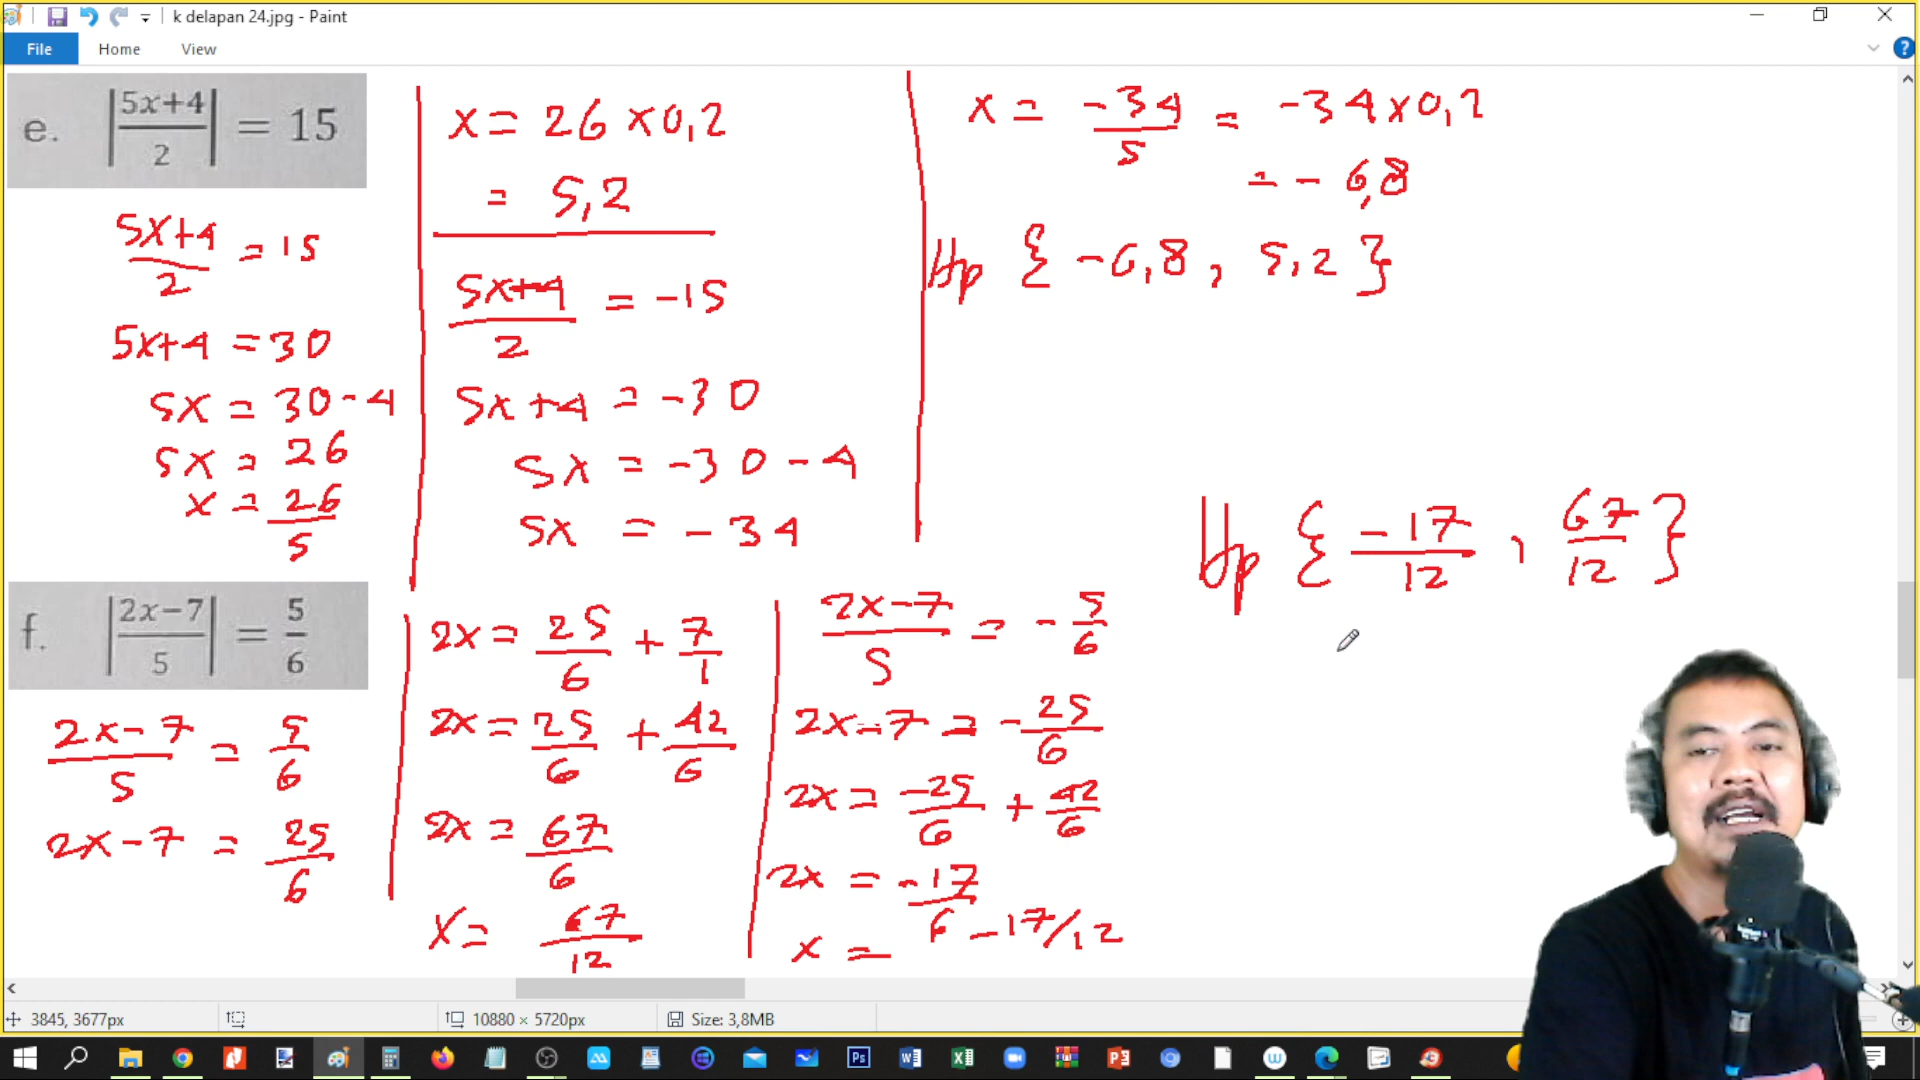 k delapan 24.jpg - Paint
File Home View
e. |5x+4/2| = 15
5x+4/2 = 15
5x+4 = 30
5x = 30-4
5x = 26
x = 26/5
x = 26 x 0,2
= 5,2
5x+4/2 = -15
5x+4 = -30
5x = -30-4
5x = -34
x = -34/5 = -34x0,2
= -6,8
Hp { -6,8 , 5,2 }
f. |2x-7/5| = 5/6
2x-7/5 = 5/6
2x-7 = 25/6
2x = 25/6 + 7/1
2x = 25/6 + 42/6
2x = 67/6
x = 67/12
2x-7/5 = -5/6
2x-7 = -25/6
2x = -25/6 + 42/6
2x = -17/6
x = -17/12
Hp { -17/12 , 67/12 }
3845, 3677px
10880 × 5720px
Size: 3,8MB